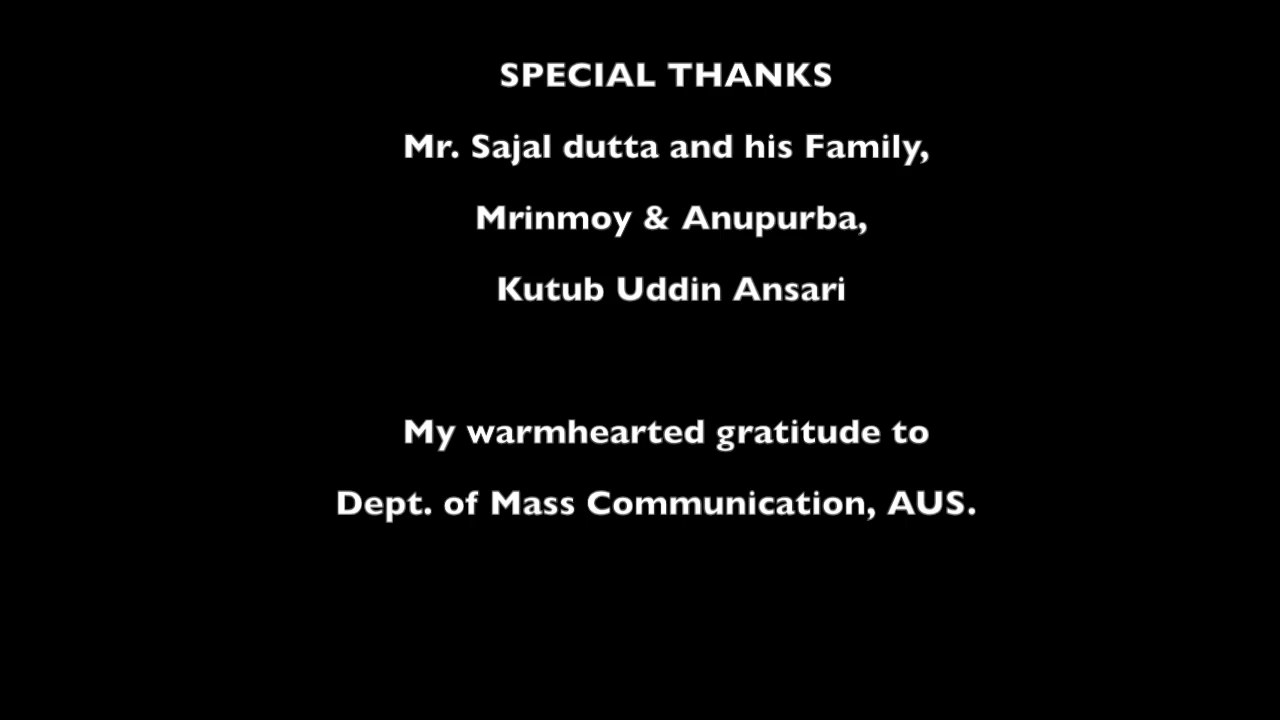 SPECIAL THANKS
Mr. Sajal dutta and his Family,
Mrinmoy & Anupurba,
Kutub Uddin Ansari
My warmhearted gratitude to
Dept. of Mass Communication, AUS.